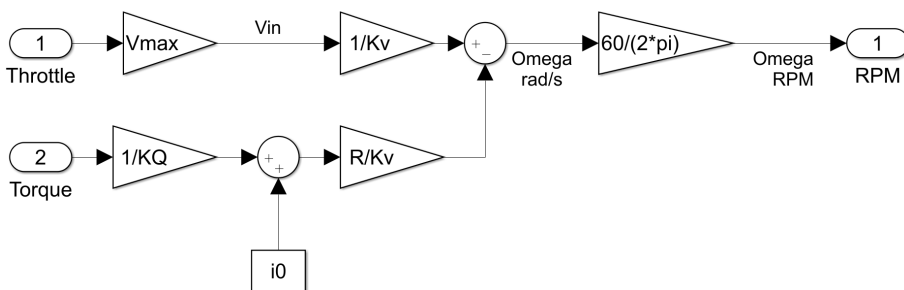 Vin
1
Vmax
1/Kv
+
−
60/(2*pi)
1
Throttle
Omega
rad/s
Omega
RPM
RPM
2
1/KQ
+
+
R/Kv
Torque
i0